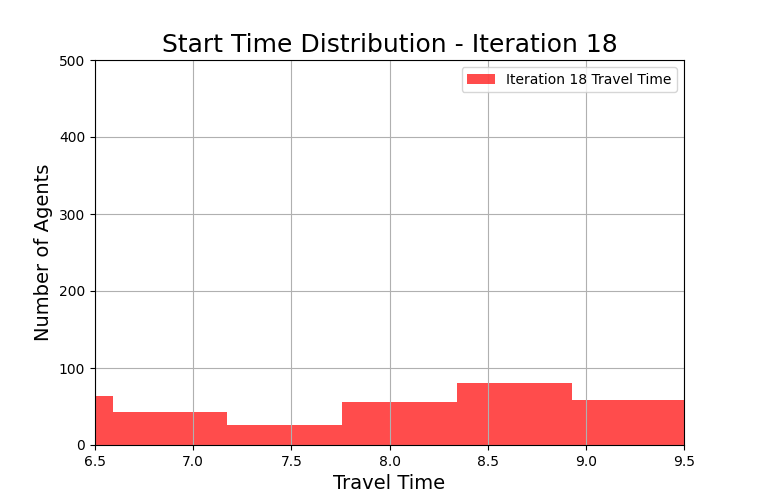 Start Time Distribution - Iteration 18
500
Iteration 18 Travel Time
400
300
200
100
0
Number of Agents
6.5 7.0 7.5 8.0 8.5 9.0 9.5
Travel Time